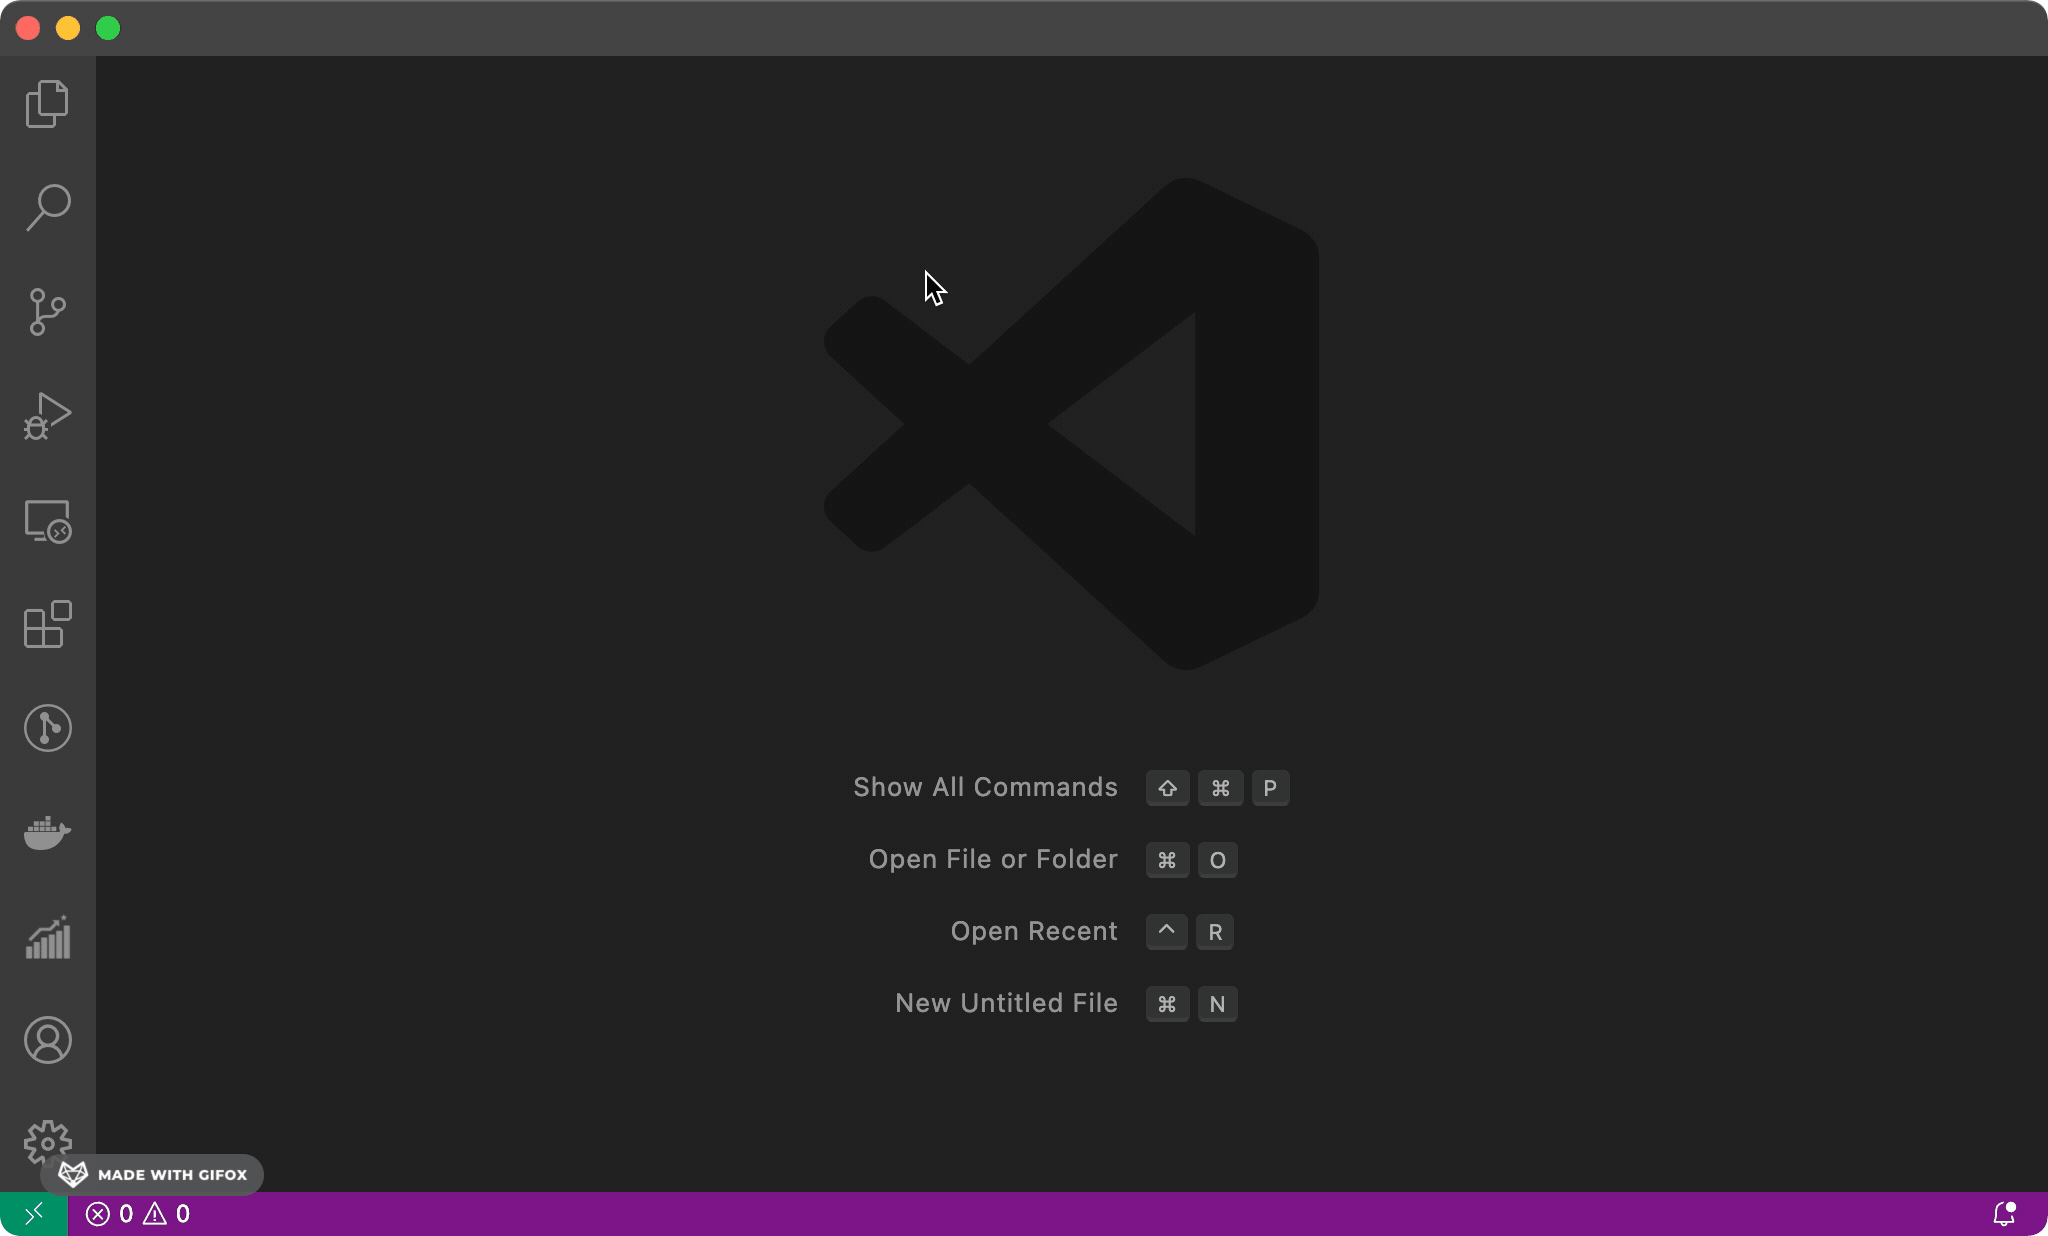 Show All Commands ⇧ ⌘ P
Open File or Folder ⌘ O
Open Recent ^ R
New Untitled File ⌘ N
MADE WITH GIFOX
0 0